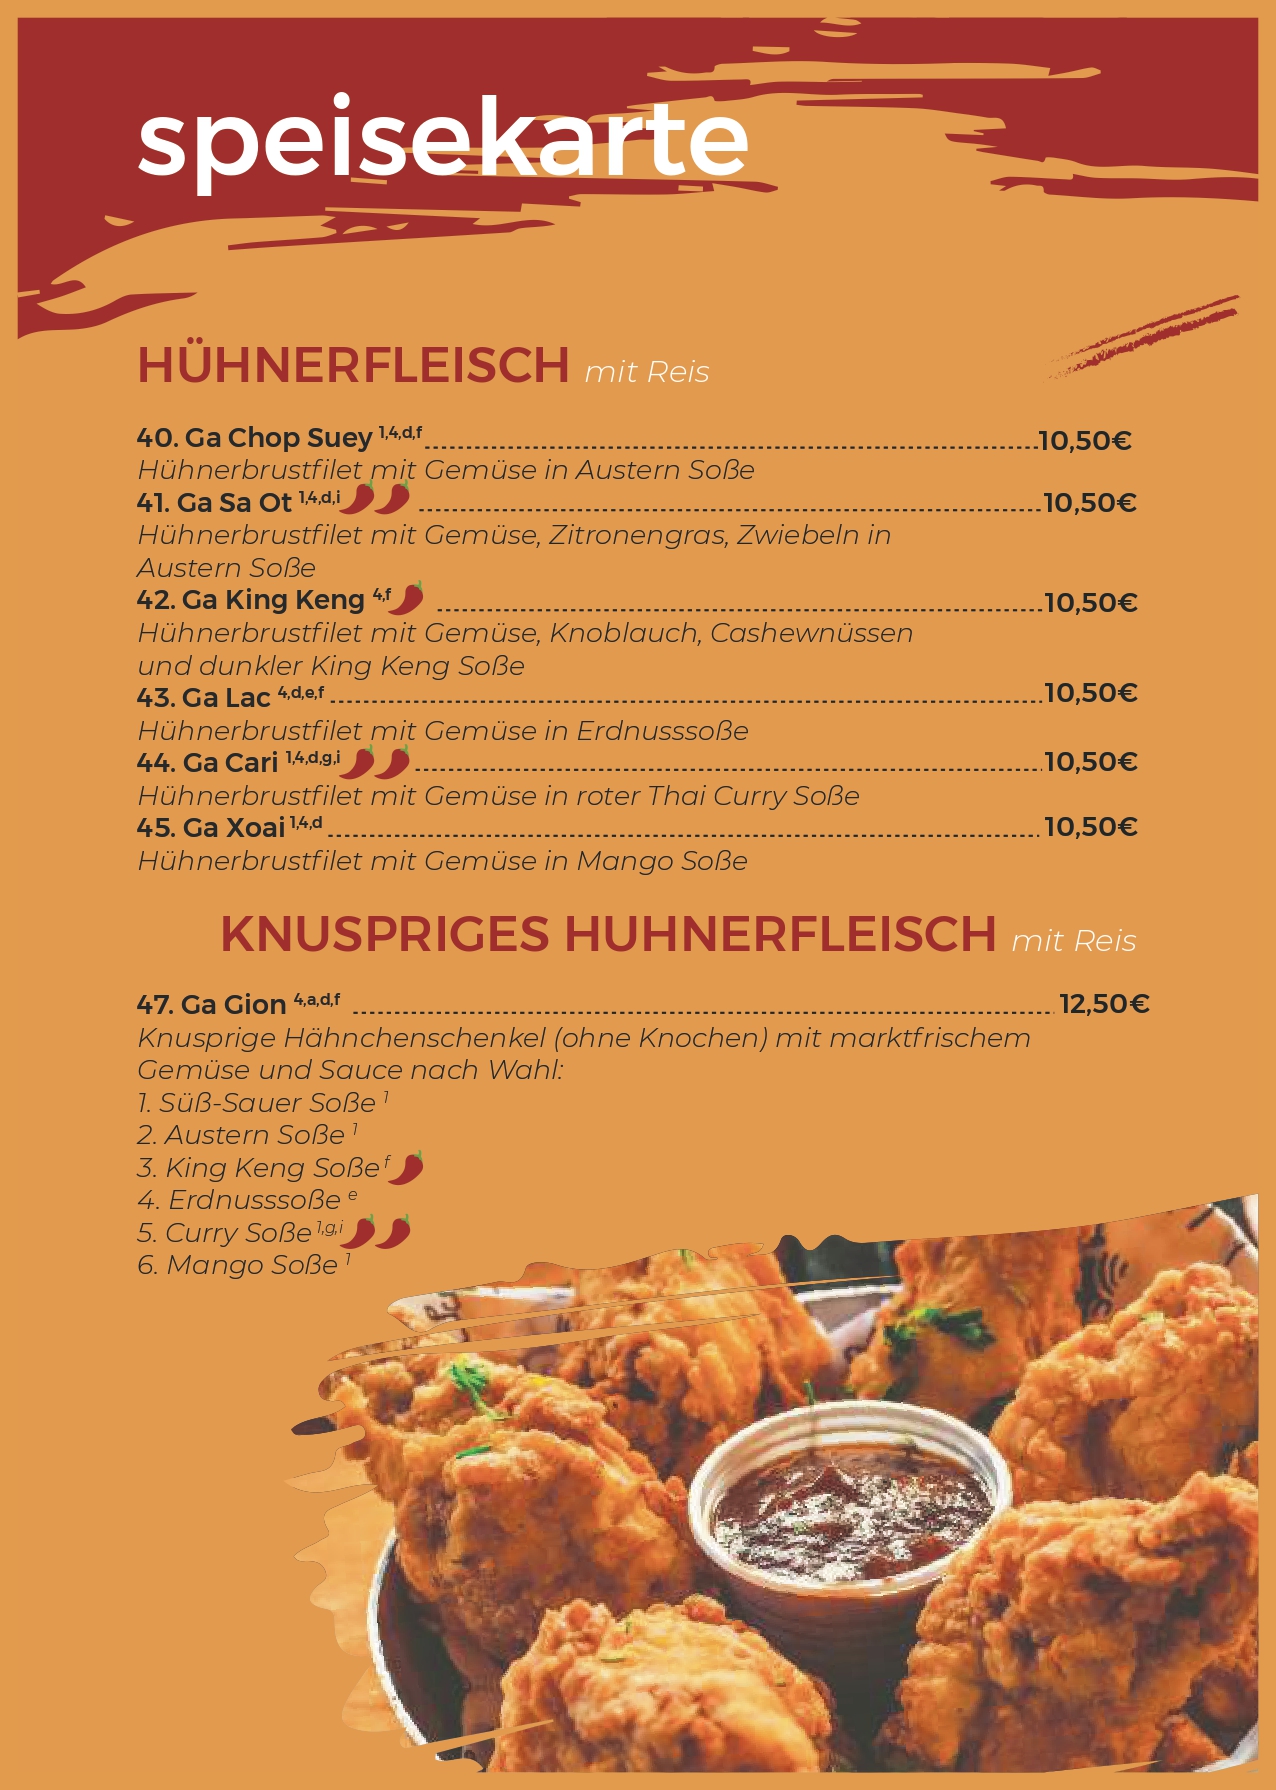 speisekarte
HÜHNERFLEISCH mit Reis
40. Ga Chop Suey 1,4,d,f 10,50€
Hühnerbrustfilet mit Gemüse in Austern Soße
41. Ga Sa Ot 1,4,d,i 10,50€
Hühnerbrustfilet mit Gemüse, Zitronengras, Zwiebeln in
Austern Soße
42. Ga King Keng 4,f 10,50€
Hühnerbrustfilet mit Gemüse, Knoblauch, Cashewnüssen
und dunkler King Keng Soße
43. Ga Lac 4,d,e,f 10,50€
Hühnerbrustfilet mit Gemüse in Erdnusssoße
44. Ga Cari 1,4,d,g,i 10,50€
Hühnerbrustfilet mit Gemüse in roter Thai Curry Soße
45. Ga Xoai 1,4,d 10,50€
Hühnerbrustfilet mit Gemüse in Mango Soße
KNUSPRIGES HUHNERFLEISCH mit Reis
47. Ga Gion 4,a,d,f 12,50€
Knusprige Hähnchenschenkel (ohne Knochen) mit marktfrischem
Gemüse und Sauce nach Wahl:
1. Süß-Sauer Soße 1
2. Austern Soße 1
3. King Keng Soße f
4. Erdnusssoße e
5. Curry Soße 1,g,i
6. Mango Soße 1